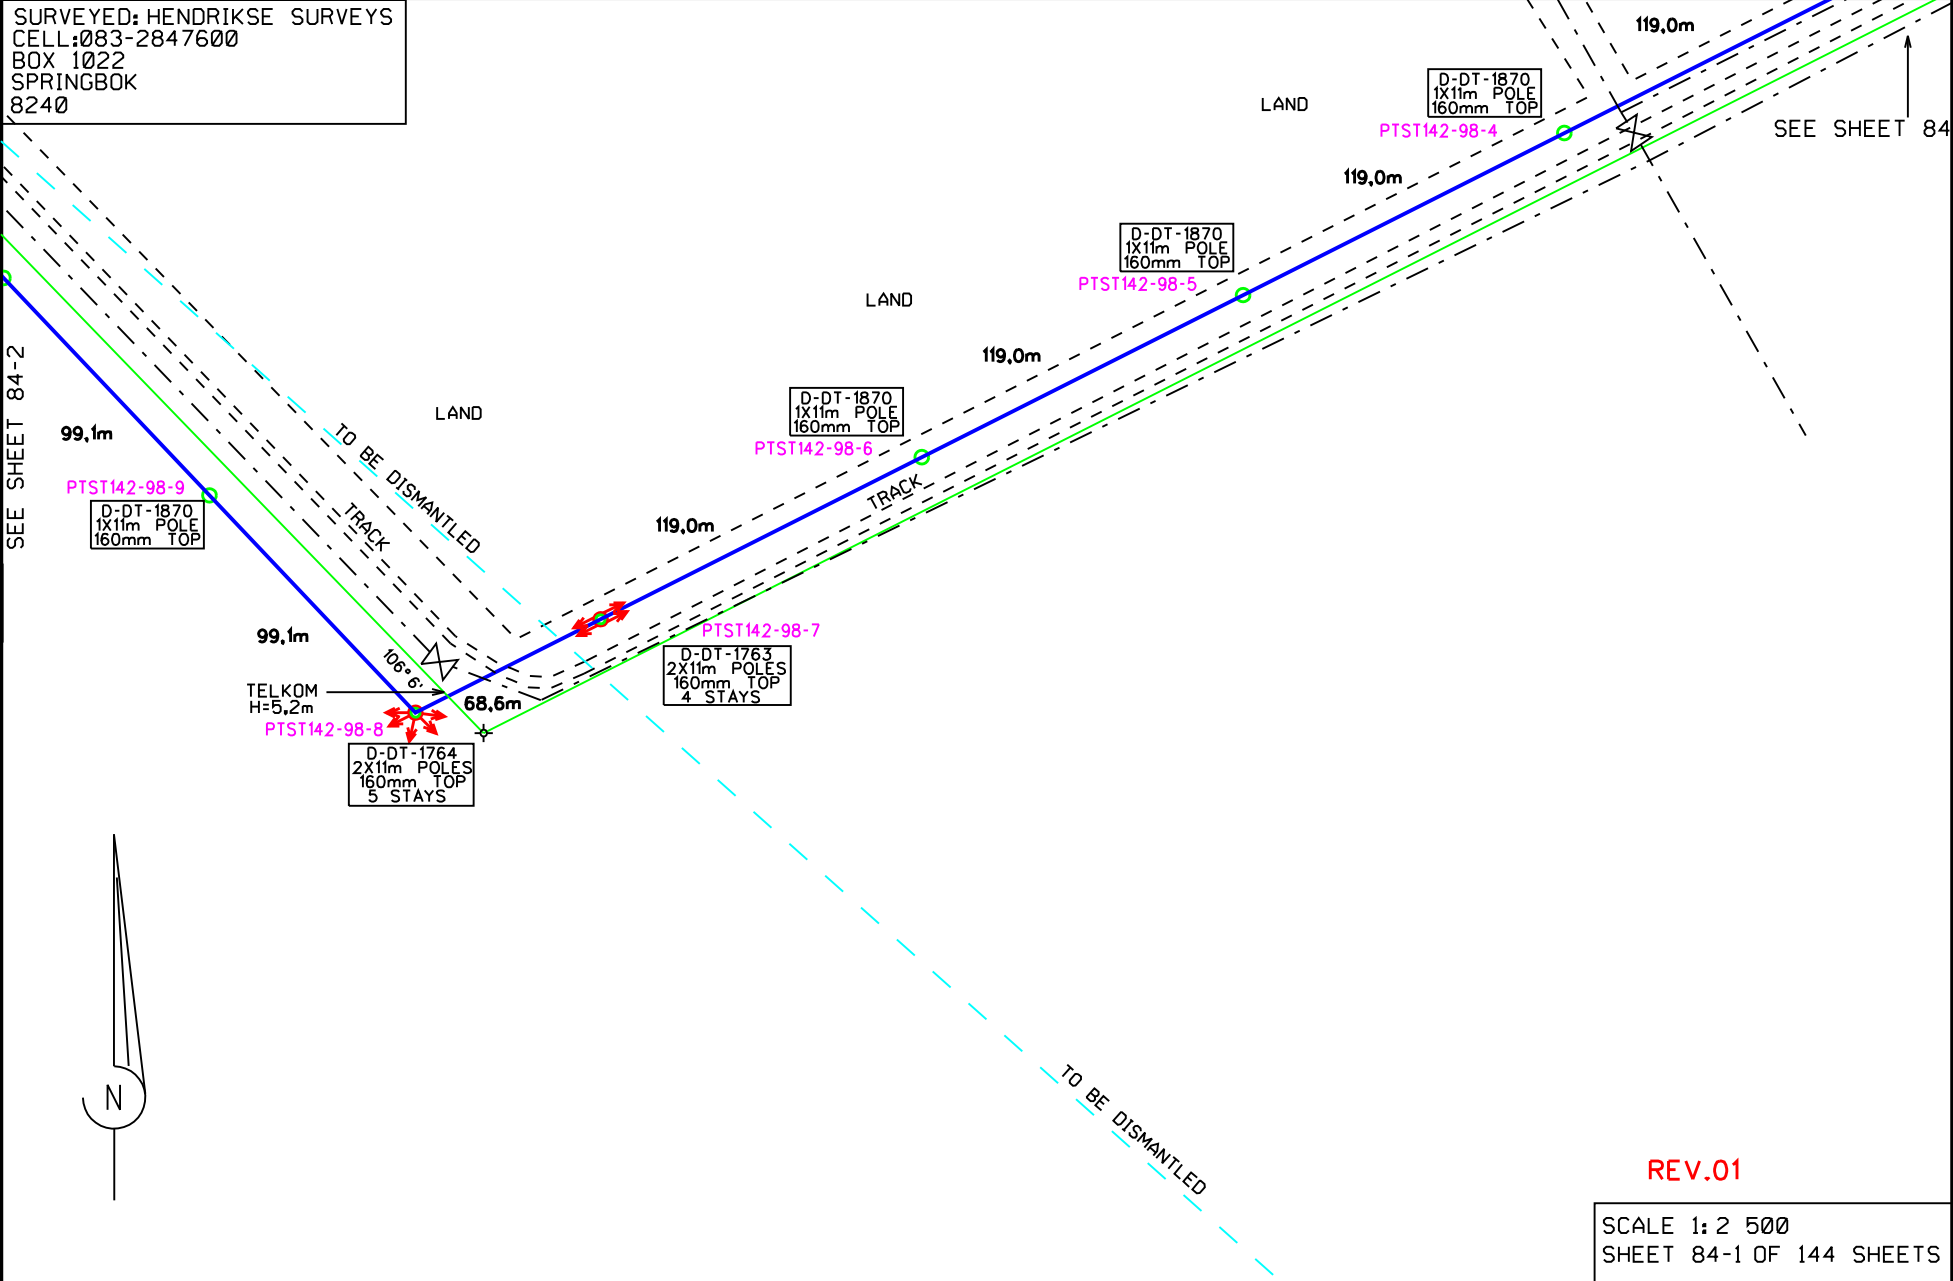 SURVEYED: HENDRIKSE SURVEYS
CELL:083-2847600
BOX 1022
SPRINGBOK
8240
119,0m
D-DT-1870
1X11m POLE
160mm TOP
PTST142-98-4
LAND
SEE SHEET 84
119,0m
D-DT-1870
1X11m POLE
160mm TOP
PTST142-98-5
LAND
119,0m
D-DT-1870
1X11m POLE
160mm TOP
PTST142-98-6
LAND
TRACK
119,0m
SEE SHEET 84-2
99,1m
PTST142-98-9
D-DT-1870
1X11m POLE
160mm TOP
TO BE DISMANTLED
TRACK
99,1m
106°6'
TELKOM
H=5,2m
68,6m
PTST142-98-8
D-DT-1764
2X11m POLES
160mm TOP
5 STAYS
PTST142-98-7
D-DT-1763
2X11m POLES
160mm TOP
4 STAYS
N
TO BE DISMANTLED
REV.01
SCALE 1: 2 500
SHEET 84-1 OF 144 SHEETS